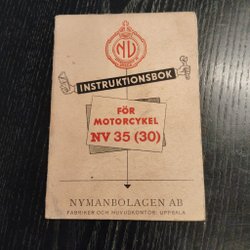 NV
INSTRUKTIONSBOK
FÖR
MOTORCYKEL
NV 35 (30)
NYMANBOLAGEN AB
FABRIKER OCH HUVUDKONTOR: UPPSALA